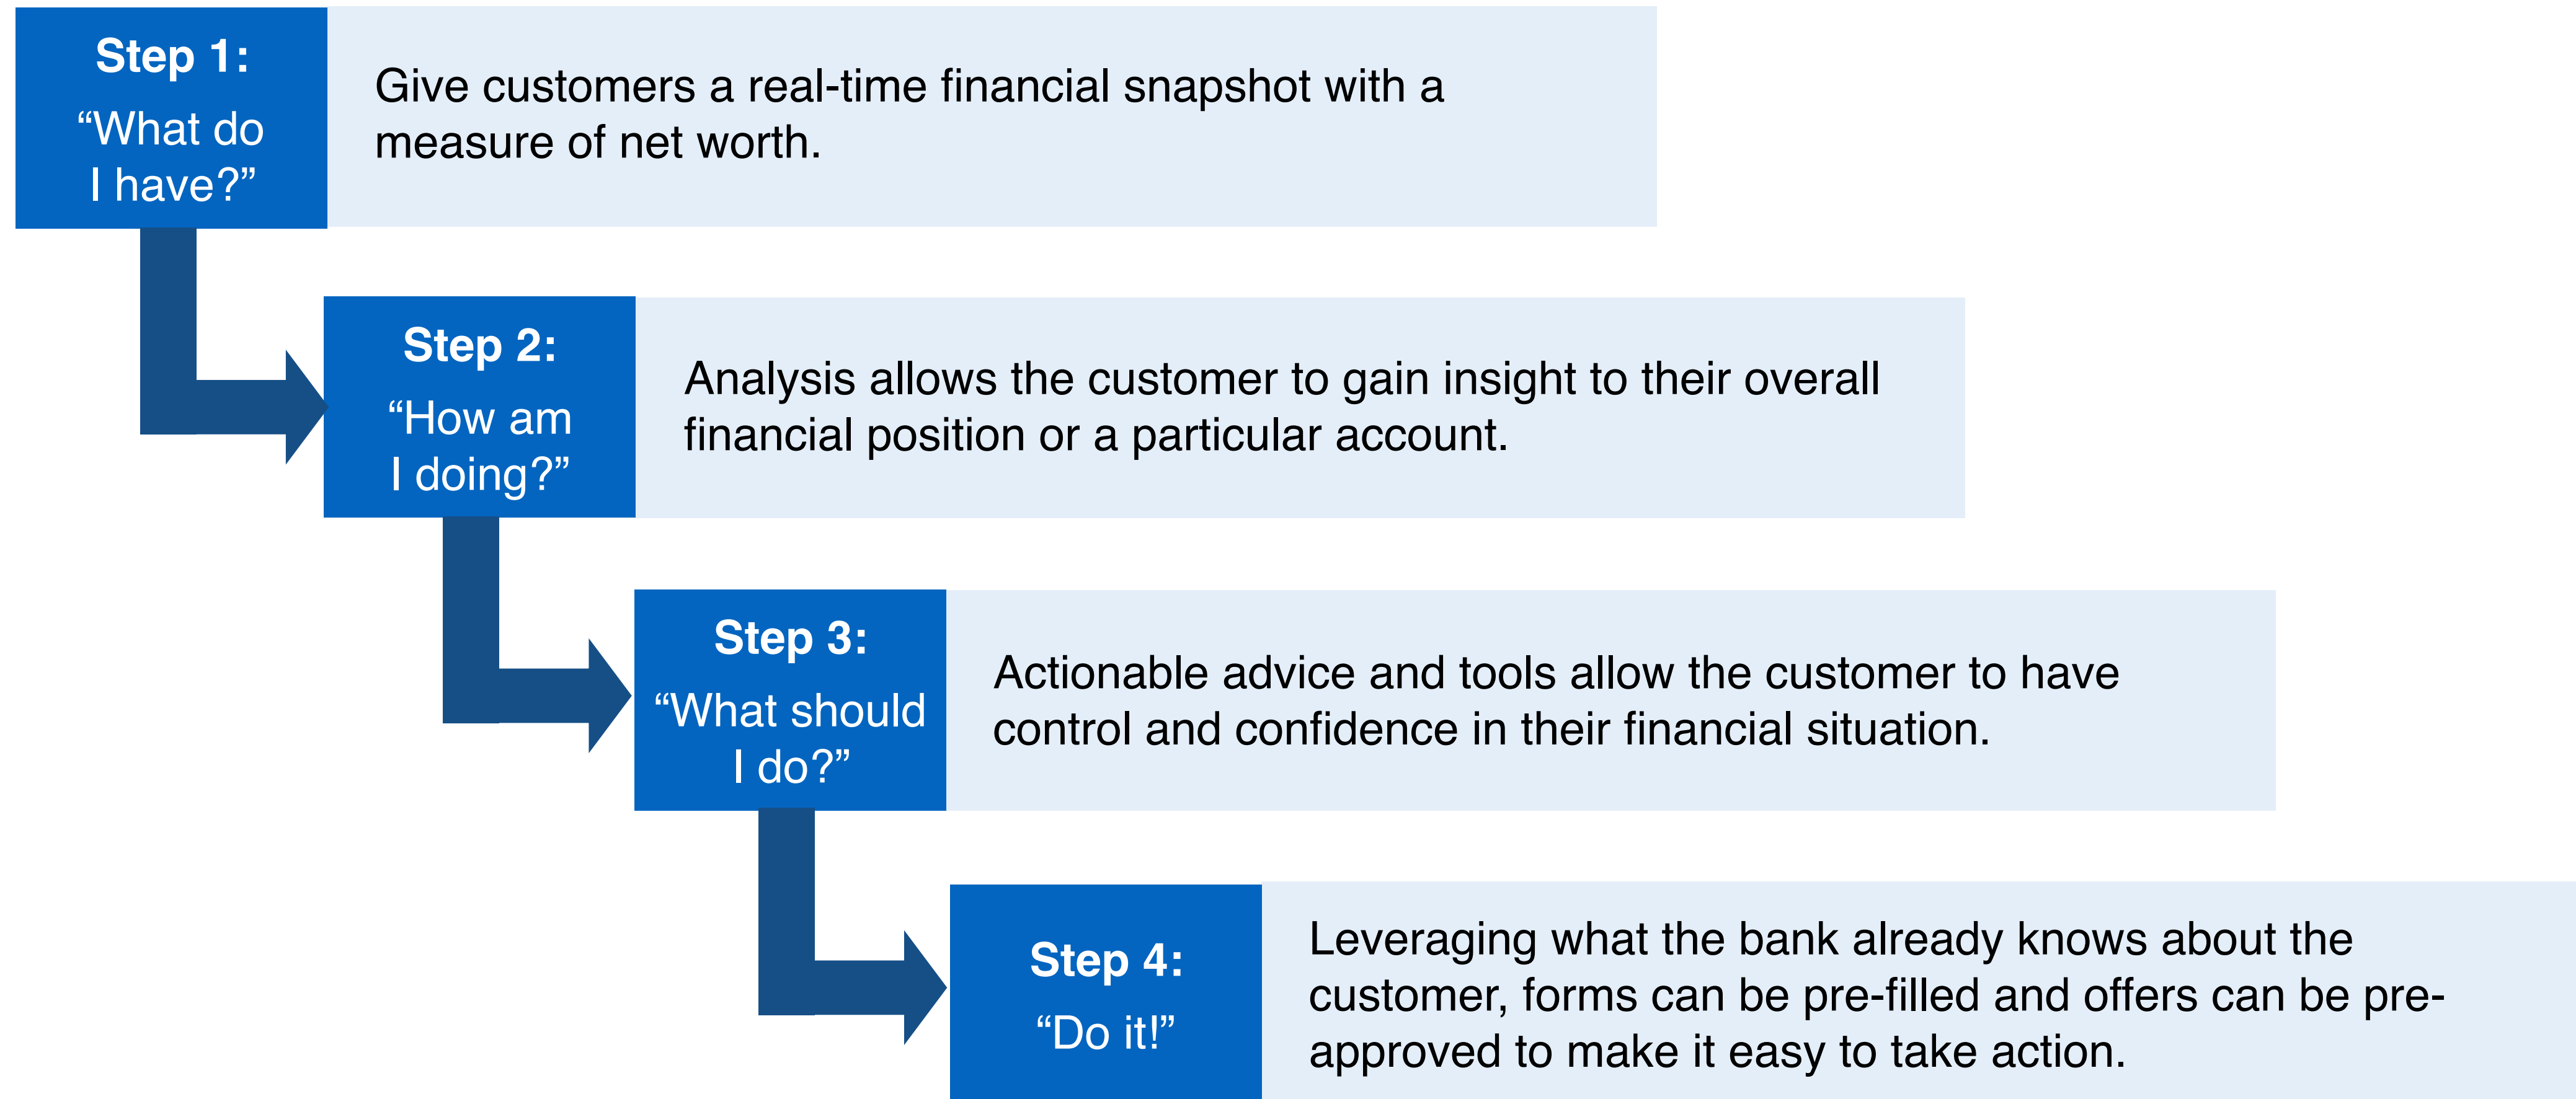 Step 1:
“What do
I have?”
Give customers a real-time financial snapshot with a
measure of net worth.
Step 2:
“How am
I doing?”
Analysis allows the customer to gain insight to their overall
financial position or a particular account.
Step 3:
“What should
I do?”
Actionable advice and tools allow the customer to have
control and confidence in their financial situation.
Step 4:
“Do it!”
Leveraging what the bank already knows about the
customer, forms can be pre-filled and offers can be pre-
approved to make it easy to take action.